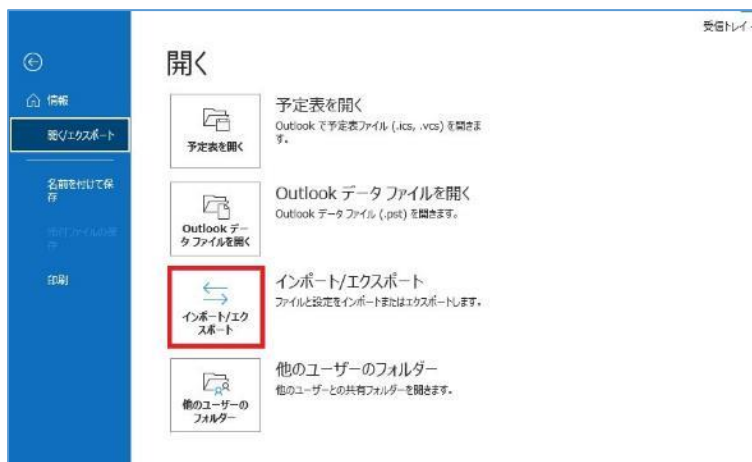 受信トレイ -
開く
情報
開く/エクスポート
名前を付けて保
存
添付ファイルの保
存
印刷
予定表を開く
予定表を開く
Outlook で予定表ファイル (.ics, .vcs) を開きま
す。
Outlook デー
タ ファイルを開く
Outlook データ ファイルを開く
Outlook データ ファイル (.pst) を開きます。
インポート/エク
スポート
インポート/エクスポート
ファイルと設定をインポートまたはエクスポートします。
他のユーザーの
フォルダー
他のユーザーのフォルダー
他のユーザーとの共有フォルダーを開きます。